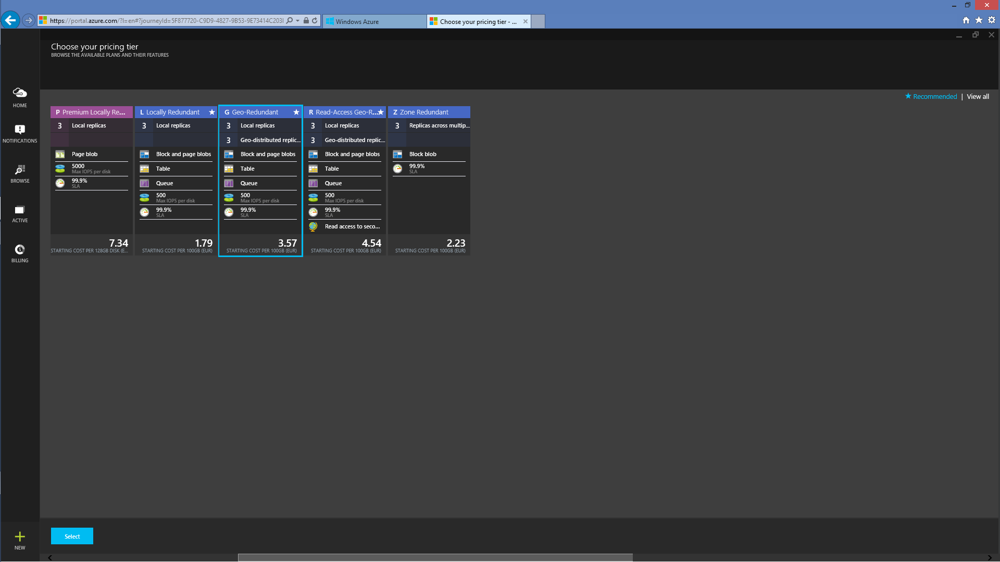 https://portal.azure.com/?l=en#?journeyId=5F877720-C9D9-4827-9B53-9E73414C203
Windows Azure
Choose your pricing tier - ...
Choose your pricing tier
BROWSE THE AVAILABLE PLANS AND THEIR FEATURES
HOME
NOTIFICATIONS
BROWSE
ACTIVE
BILLING
NEW
Recommended | View all
P Premium Locally Re...
3 Local replicas
Page blob
5000
Max IOPS per disk
99.9%
SLA
7.34
STARTING COST PER 128GB DISK (E...
L Locally Redundant
3 Local replicas
Block and page blobs
Table
Queue
500
Max IOPS per disk
99.9%
SLA
1.79
STARTING COST PER 100GB (EUR)
G Geo-Redundant
3 Local replicas
3 Geo-distributed replic...
Block and page blobs
Table
Queue
500
Max IOPS per disk
99.9%
SLA
3.57
STARTING COST PER 100GB (EUR)
R Read-Access Geo-R...
3 Local replicas
3 Geo-distributed replic...
Block and page blobs
Table
Queue
500
Max IOPS per disk
99.9%
SLA
Read access to seco...
4.54
STARTING COST PER 100GB (EUR)
Z Zone Redundant
3 Replicas across multip...
Block blob
99.9%
SLA
2.23
STARTING COST PER 100GB (EUR)
Select